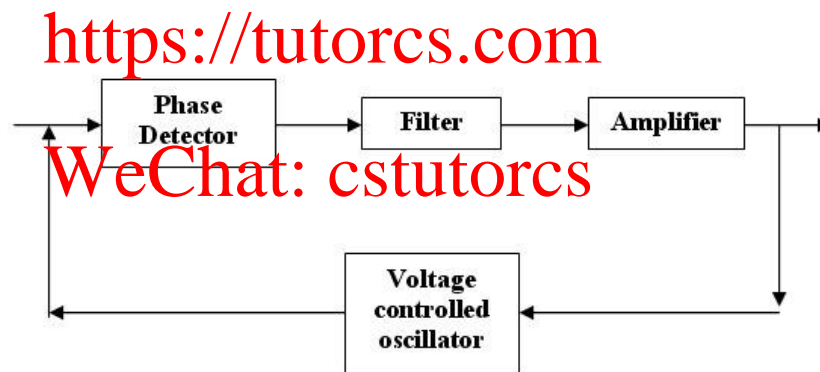 https://tutorcs.com
Phase
Detector
Filter
Amplifier
WeChat: cstutorcs
Voltage
controlled
oscillator